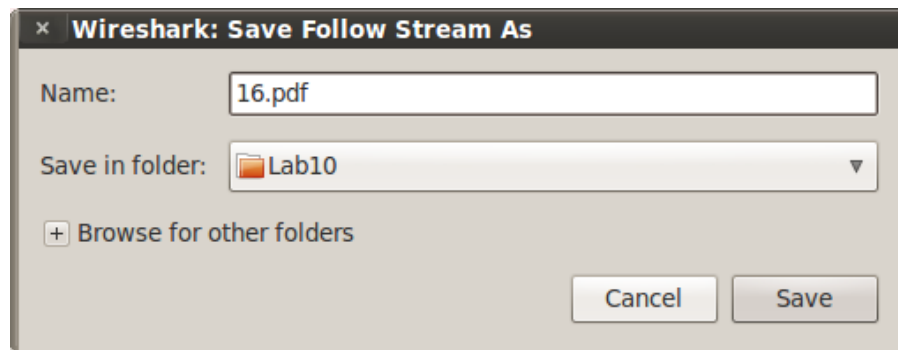 Wireshark: Save Follow Stream As
Name: 16.pdf
Save in folder: Lab10
Browse for other folders
Cancel Save